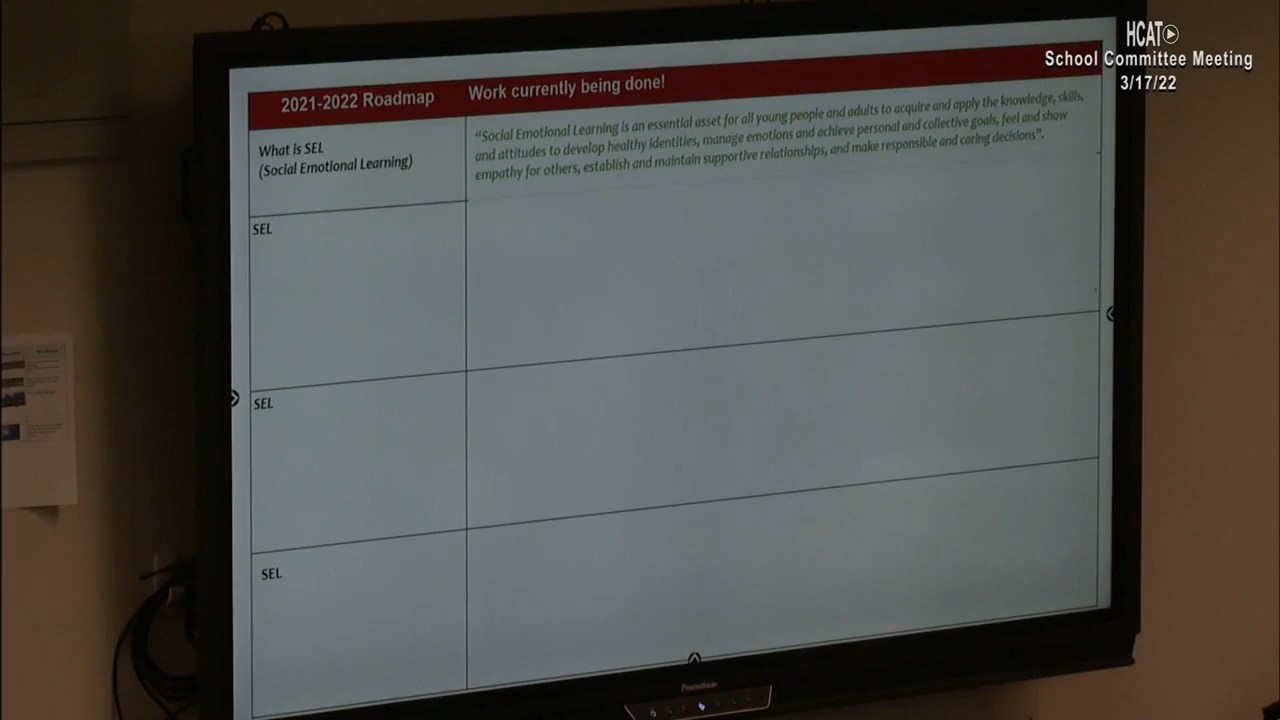 HCAT
School Committee Meeting
3/17/22
2021-2022 Roadmap
Work currently being done!
What is SEL
(Social Emotional Learning)
“Social Emotional Learning is an essential asset for all young people and adults to acquire and apply the knowledge, skills,
and attitudes to develop healthy identities, manage emotions and achieve personal and collective goals, feel and show
empathy for others, establish and maintain supportive relationships, and make responsible and caring decisions”.
SEL
SEL
SEL
Promethean